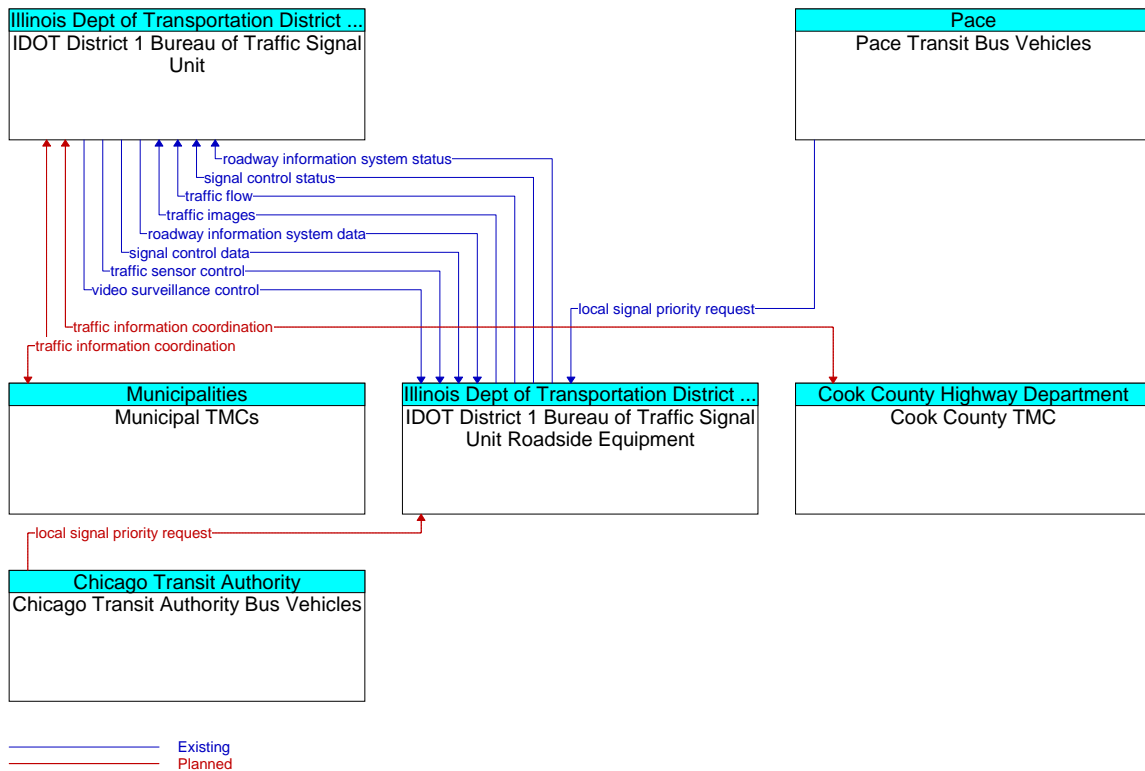 Illinois Dept of Transportation District ...
IDOT District 1 Bureau of Traffic Signal
Unit
Pace
Pace Transit Bus Vehicles
roadway information system status
signal control status
traffic flow
traffic images
roadway information system data
signal control data
traffic sensor control
video surveillance control
local signal priority request
traffic information coordination
traffic information coordination
Municipalities
Municipal TMCs
Illinois Dept of Transportation District ...
IDOT District 1 Bureau of Traffic Signal
Unit Roadside Equipment
Cook County Highway Department
Cook County TMC
local signal priority request
Chicago Transit Authority
Chicago Transit Authority Bus Vehicles
Existing
Planned